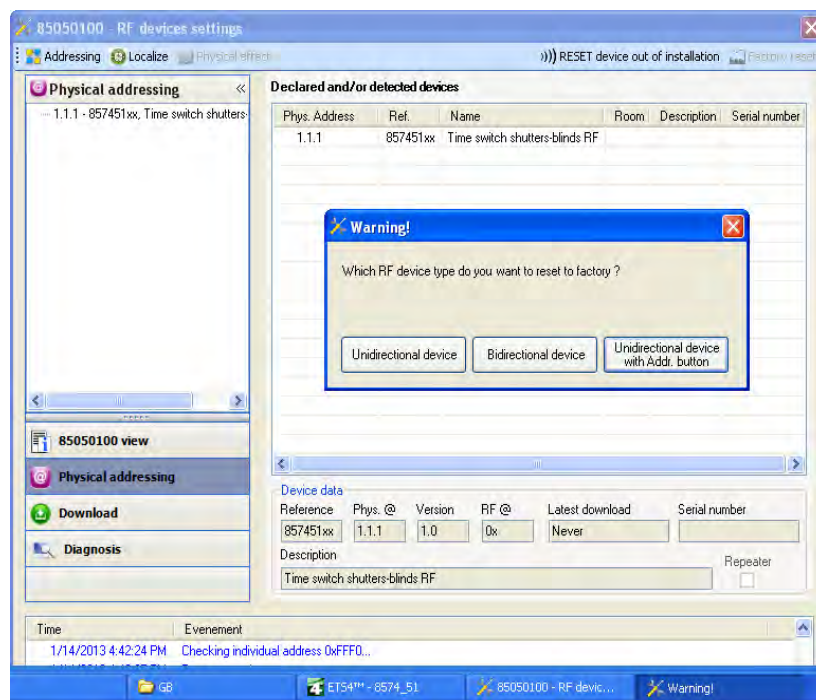 85050100 - RF devices settings
Addressing Localize Physical effect RESET device out of installation Factory reset
Physical addressing «
1.1.1 - 857451xx, Time switch shutters-
Declared and/or detected devices
Phys. Address Ref. Name Room Description Serial number
1.1.1 857451xx Time switch shutters-blinds RF
Warning!
Which RF device type do you want to reset to factory ?
Unidirectional device
Bidirectional device
Unidirectional device
with Addr. button
85050100 view
Physical addressing
Download
Diagnosis
Device data
Reference Phys. @ Version RF @ Latest download Serial number
857451xx 1.1.1 1.0 0x Never
Description
Time switch shutters-blinds RF
Repeater
Time Evenement
1/14/2013 4:42:24 PM Checking individual address 0xFFF0...
GB ETS4™ - 8574_51 85050100 - RF devic... Warning!